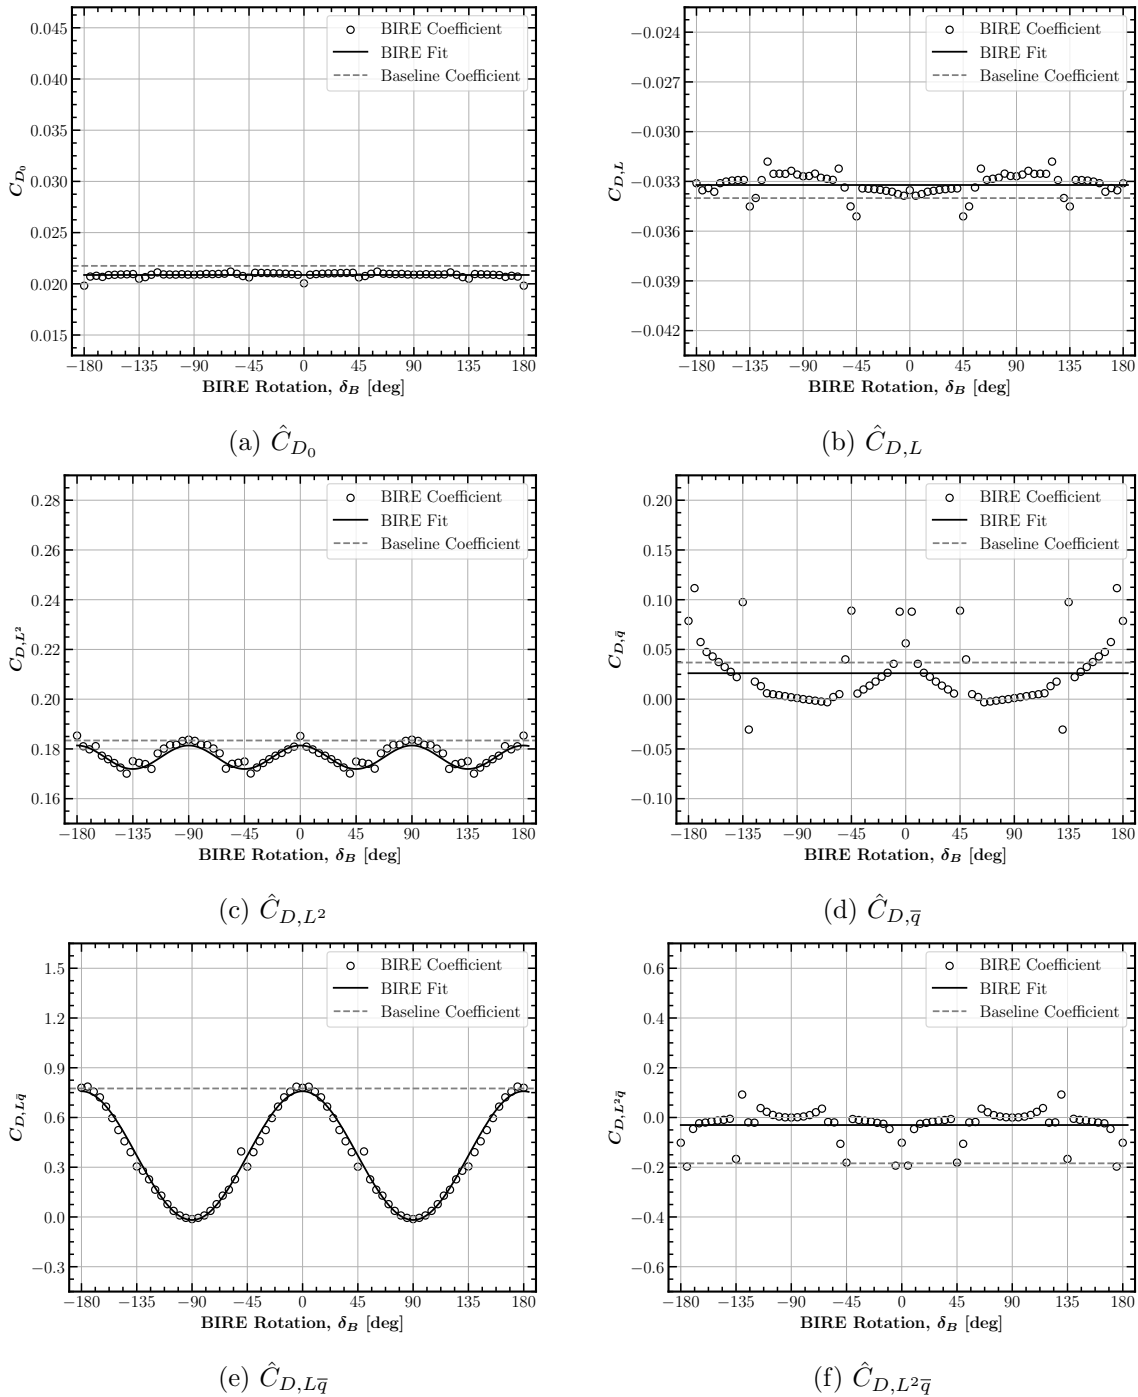 0.045
0.040
0.035
0.030
0.025
0.020
0.015
C_{D_0}
BIRE Coefficient
BIRE Fit
Baseline Coefficient
−180 −135 −90 −45 0 45 90 135 180
BIRE Rotation, δ_B [deg]
(a) Ĉ_{D_0}
−0.024
−0.027
−0.030
−0.033
−0.036
−0.039
−0.042
C_{D,L}
BIRE Coefficient
BIRE Fit
Baseline Coefficient
−180 −135 −90 −45 0 45 90 135 180
BIRE Rotation, δ_B [deg]
(b) Ĉ_{D,L}
0.28
0.26
0.24
0.22
0.20
0.18
0.16
C_{D,L^2}
BIRE Coefficient
BIRE Fit
Baseline Coefficient
−180 −135 −90 −45 0 45 90 135 180
BIRE Rotation, δ_B [deg]
(c) Ĉ_{D,L^2}
0.20
0.15
0.10
0.05
0.00
−0.05
−0.10
C_{D,q̄}
BIRE Coefficient
BIRE Fit
Baseline Coefficient
−180 −135 −90 −45 0 45 90 135 180
BIRE Rotation, δ_B [deg]
(d) Ĉ_{D,q̄}
1.5
1.2
0.9
0.6
0.3
0.0
−0.3
C_{D,Lq̄}
BIRE Coefficient
BIRE Fit
Baseline Coefficient
−180 −135 −90 −45 0 45 90 135 180
BIRE Rotation, δ_B [deg]
(e) Ĉ_{D,Lq̄}
0.6
0.4
0.2
0.0
−0.2
−0.4
−0.6
C_{D,L^2q̄}
BIRE Coefficient
BIRE Fit
Baseline Coefficient
−180 −135 −90 −45 0 45 90 135 180
BIRE Rotation, δ_B [deg]
(f) Ĉ_{D,L^2q̄}